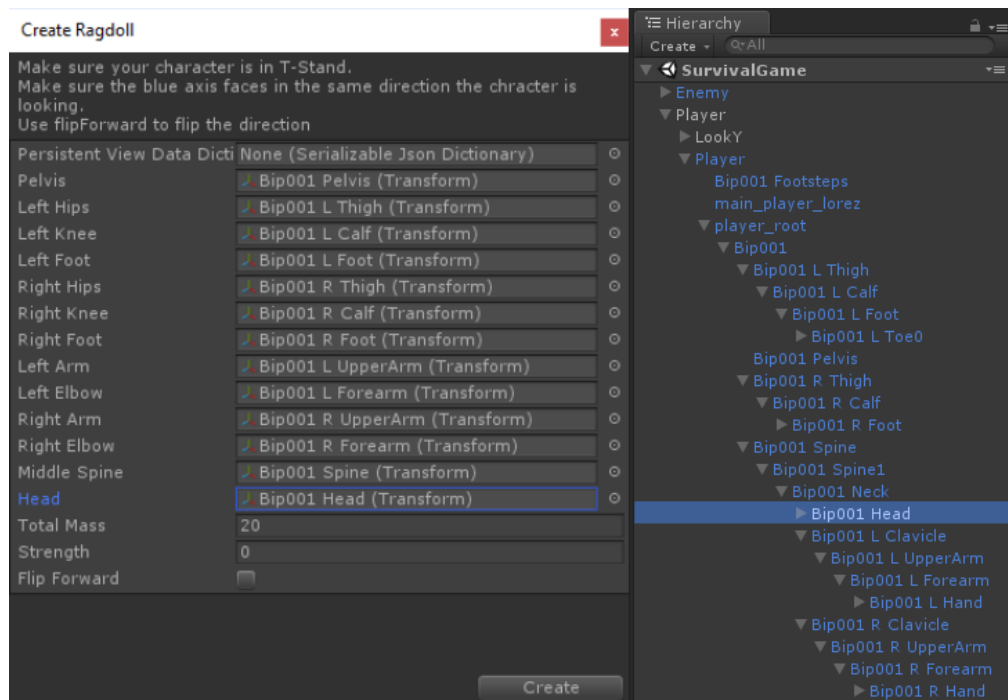 Create Ragdoll
x
Make sure your character is in T-Stand.
Make sure the blue axis faces in the same direction the chracter is
looking.
Use flipForward to flip the direction
Persistent View Data Dicti None (Serializable Json Dictionary)
Pelvis Bip001 Pelvis (Transform)
Left Hips Bip001 L Thigh (Transform)
Left Knee Bip001 L Calf (Transform)
Left Foot Bip001 L Foot (Transform)
Right Hips Bip001 R Thigh (Transform)
Right Knee Bip001 R Calf (Transform)
Right Foot Bip001 R Foot (Transform)
Left Arm Bip001 L UpperArm (Transform)
Left Elbow Bip001 L Forearm (Transform)
Right Arm Bip001 R UpperArm (Transform)
Right Elbow Bip001 R Forearm (Transform)
Middle Spine Bip001 Spine (Transform)
Head Bip001 Head (Transform)
Total Mass 20
Strength 0
Flip Forward
Create
Hierarchy
Create All
SurvivalGame
Enemy
Player
LookY
Player
Bip001 Footsteps
main_player_lorez
player_root
Bip001
Bip001 L Thigh
Bip001 L Calf
Bip001 L Foot
Bip001 L Toe0
Bip001 Pelvis
Bip001 R Thigh
Bip001 R Calf
Bip001 R Foot
Bip001 Spine
Bip001 Spine1
Bip001 Neck
Bip001 Head
Bip001 L Clavicle
Bip001 L UpperArm
Bip001 L Forearm
Bip001 L Hand
Bip001 R Clavicle
Bip001 R UpperArm
Bip001 R Forearm
Bip001 R Hand